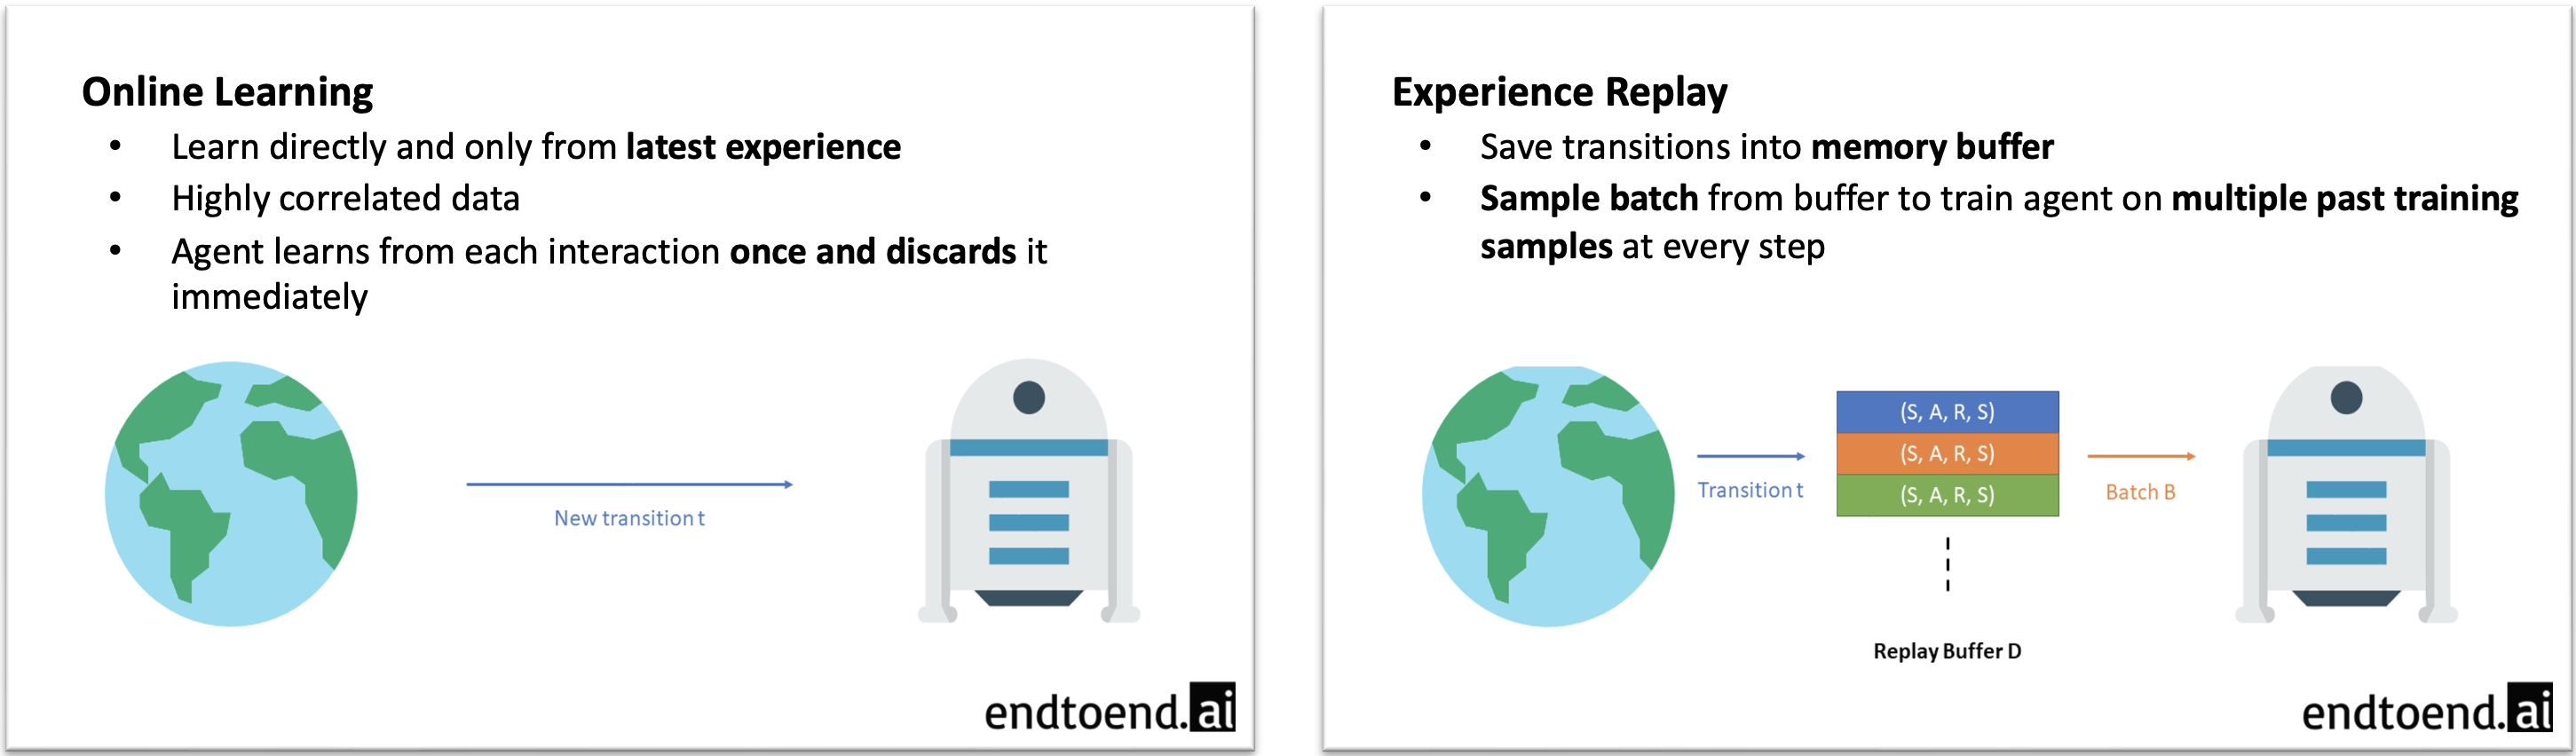 Online Learning
• Learn directly and only from latest experience
• Highly correlated data
• Agent learns from each interaction once and discards it
immediately
New transition t
endtoend.ai
Experience Replay
• Save transitions into memory buffer
• Sample batch from buffer to train agent on multiple past training
samples at every step
(S, A, R, S)
(S, A, R, S)
(S, A, R, S)
Transition t
Batch B
Replay Buffer D
endtoend.ai